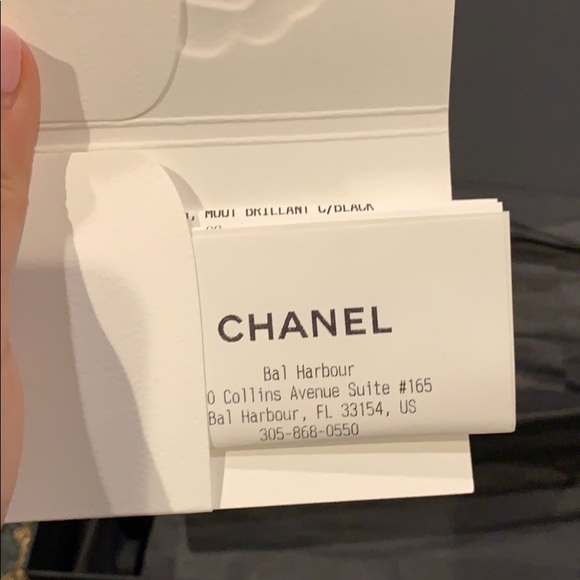 MOUT BRILLANT C/BLACK
CHANEL
Bal Harbour
0 Collins Avenue Suite #165
Bal Harbour, FL 33154, US
305-868-0550